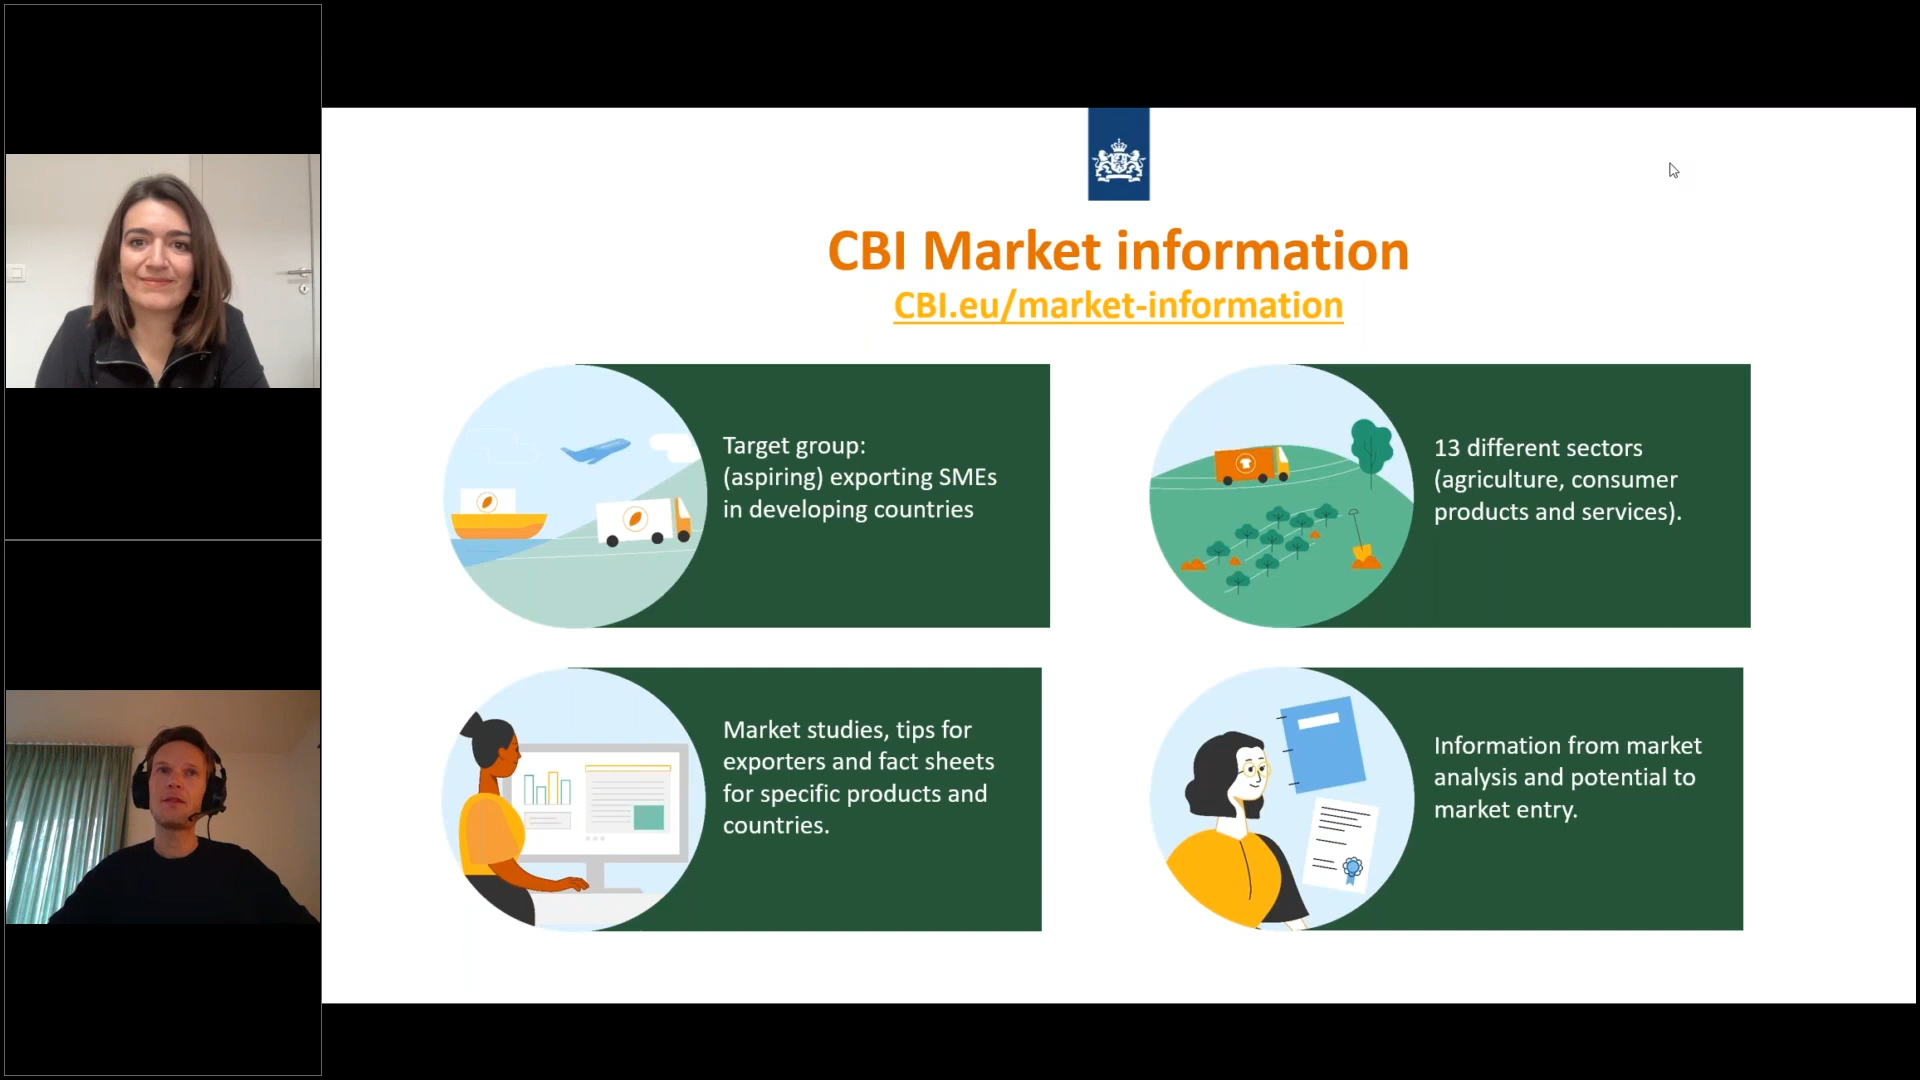 CBI Market information
CBI.eu/market-information
Target group:
(aspiring) exporting SMEs
in developing countries
13 different sectors
(agriculture, consumer
products and services).
Market studies, tips for
exporters and fact sheets
for specific products and
countries.
Information from market
analysis and potential to
market entry.